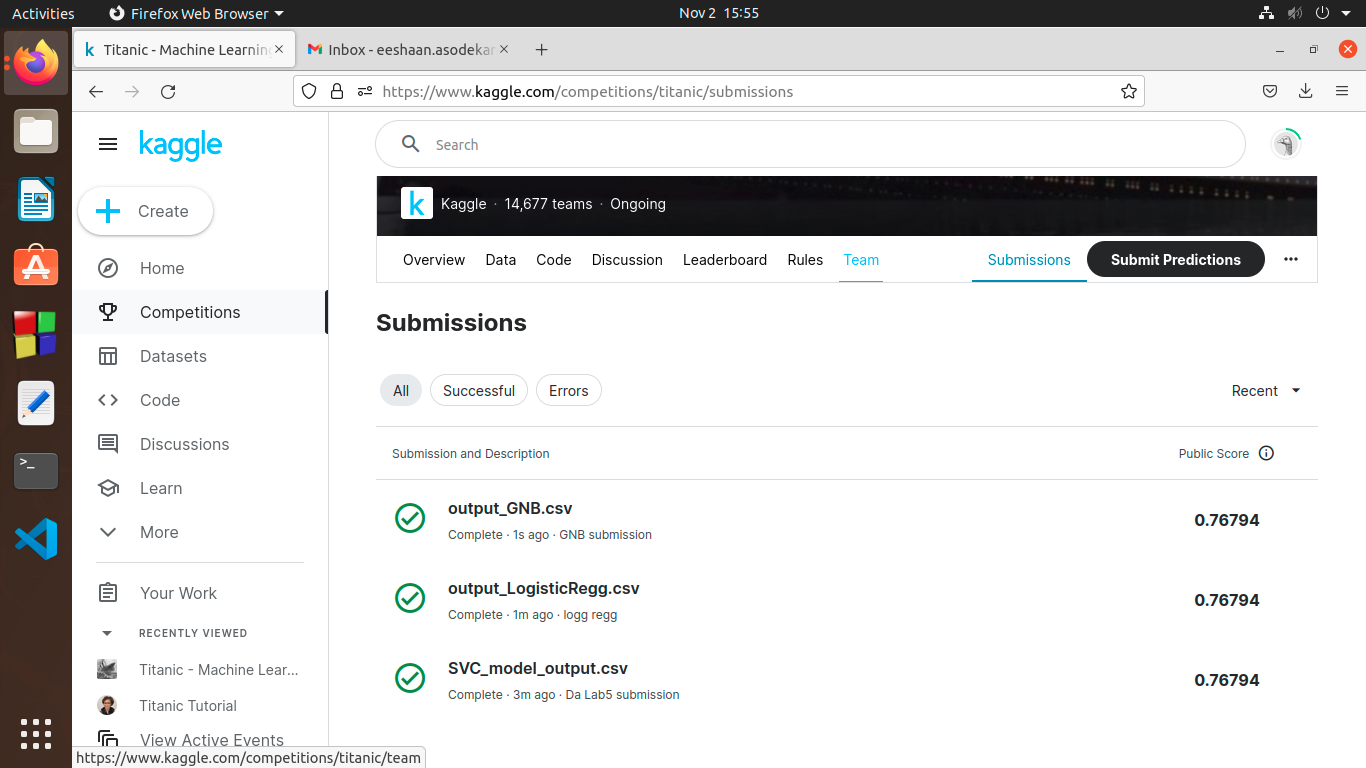 Activities Firefox Web Browser Nov 2 15:55
Titanic - Machine Learning Inbox - eeshaan.asodekar
https://www.kaggle.com/competitions/titanic/submissions
kaggle
Search
Create
Home
Competitions
Datasets
Code
Discussions
Learn
More
Your Work
RECENTLY VIEWED
Titanic - Machine Lear...
Titanic Tutorial
View Active Events
https://www.kaggle.com/competitions/titanic/team
k Kaggle · 14,677 teams · Ongoing
Overview Data Code Discussion Leaderboard Rules Team Submissions Submit Predictions
Submissions
All Successful Errors Recent
Submission and Description Public Score
output_GNB.csv
Complete · 1s ago · GNB submission
0.76794
output_LogisticRegg.csv
Complete · 1m ago · logg regg
0.76794
SVC_model_output.csv
Complete · 3m ago · Da Lab5 submission
0.76794